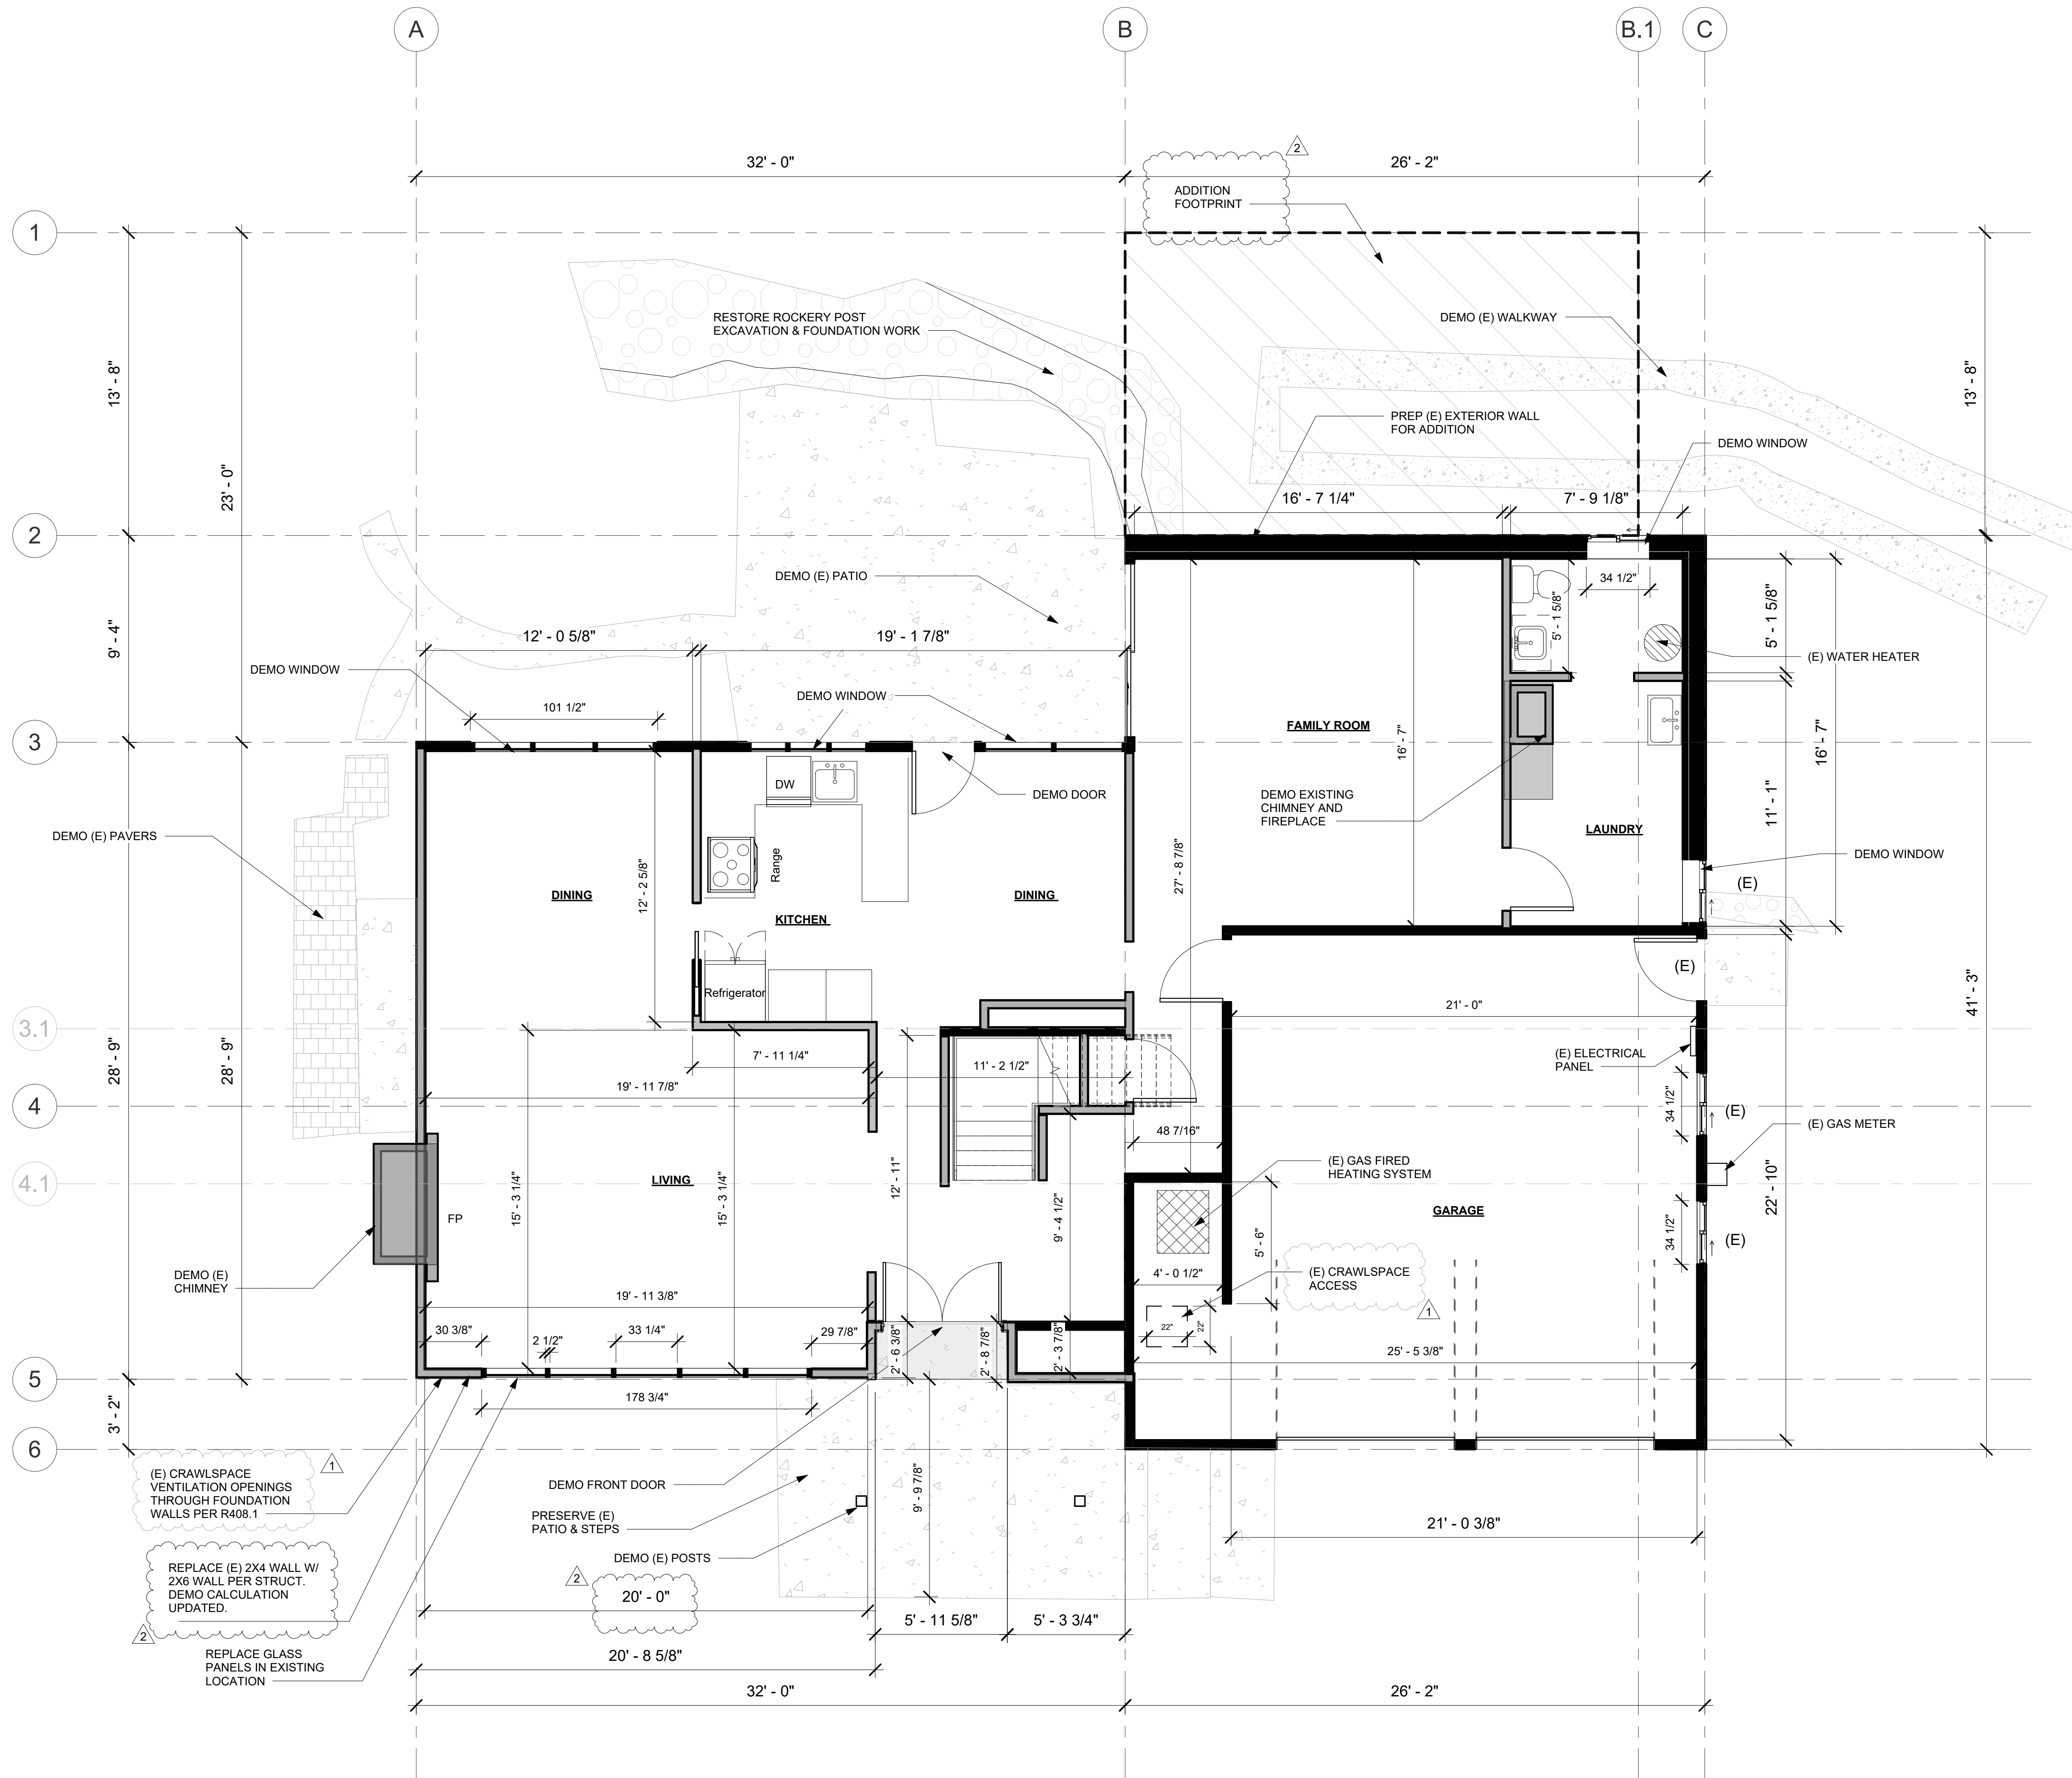 A
B
B.1
C
32' - 0"
26' - 2"
2
ADDITION
FOOTPRINT
1
13' - 8"
23' - 0"
13' - 8"
RESTORE ROCKERY POST
EXCAVATION & FOUNDATION WORK
DEMO (E) WALKWAY
PREP (E) EXTERIOR WALL
FOR ADDITION
DEMO WINDOW
16' - 7 1/4"
7' - 9 1/8"
2
9' - 4"
DEMO (E) PATIO
34 1/2"
5' - 1 5/8"
5' - 1 5/8"
12' - 0 5/8"
19' - 1 7/8"
(E) WATER HEATER
DEMO WINDOW
DEMO WINDOW
101 1/2"
3
FAMILY ROOM
16' - 7"
16' - 7"
DW
DEMO DOOR
DEMO EXISTING
CHIMNEY AND
FIREPLACE
11' - 1"
DEMO (E) PAVERS
LAUNDRY
DEMO WINDOW
Range
12' - 2 5/8"
27' - 8 7/8"
DINING
DINING
KITCHEN
(E)
(E)
Refrigerator
21' - 0"
41' - 3"
3.1
28' - 9"
28' - 9"
7' - 11 1/4"
11' - 2 1/2"
(E) ELECTRICAL
PANEL
19' - 11 7/8"
4
34 1/2"
(E)
48 7/16"
(E) GAS METER
(E) GAS FIRED
HEATING SYSTEM
4.1
LIVING
15' - 3 1/4"
15' - 3 1/4"
12' - 11"
9' - 4 1/2"
22' - 10"
FP
GARAGE
5' - 6"
34 1/2"
(E)
DEMO (E)
CHIMNEY
4' - 0 1/2"
(E) CRAWLSPACE
ACCESS
1
19' - 11 3/8"
30 3/8"
2 1/2"
33 1/4"
29 7/8"
2' - 6 3/8"
2' - 8 7/8"
2' - 3 7/8"
22"
22"
25' - 5 3/8"
5
178 3/4"
3' - 2"
6
1
(E) CRAWLSPACE
VENTILATION OPENINGS
THROUGH FOUNDATION
WALLS PER R408.1
DEMO FRONT DOOR
9' - 9 7/8"
PRESERVE (E)
PATIO & STEPS
21' - 0 3/8"
DEMO (E) POSTS
REPLACE (E) 2X4 WALL W/
2X6 WALL PER STRUCT.
DEMO CALCULATION
UPDATED.
2
2
20' - 0"
5' - 11 5/8"
5' - 3 3/4"
REPLACE GLASS
PANELS IN EXISTING
LOCATION
20' - 8 5/8"
32' - 0"
26' - 2"